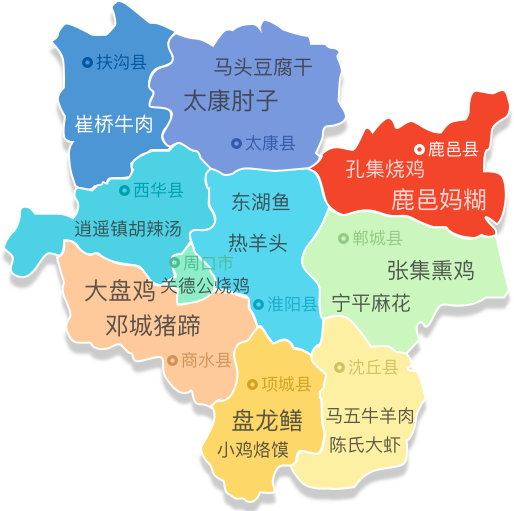 扶沟县
崔桥牛肉
马头豆腐干
太康肘子
太康县
鹿邑县
孔集烧鸡
鹿邑妈糊
西华县
逍遥镇胡辣汤
东湖鱼
热羊头
淮阳县
郸城县
张集熏鸡
宁平麻花
周口市
关德公烧鸡
大盘鸡
邓城猪蹄
商水县
项城县
盘龙鳝
小鸡烙馍
沈丘县
马五牛羊肉
陈氏大虾